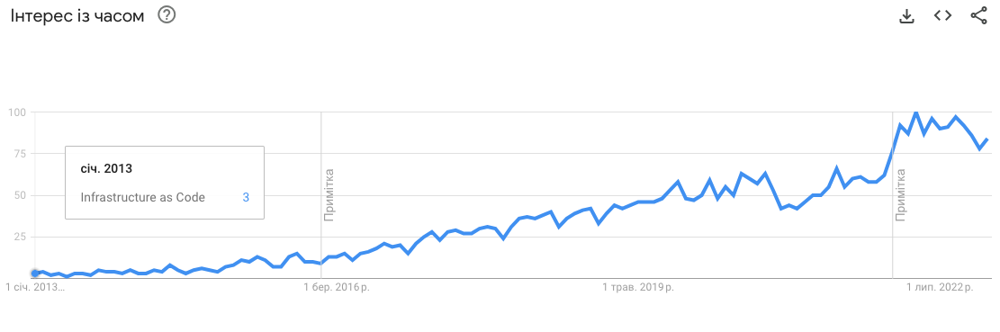 Інтерес із часом
100
75
50
25
січ. 2013
Infrastructure as Code 3
Примітка
Примітка
1 січ. 2013…
1 бер. 2016 р.
1 трав. 2019 р.
1 лип. 2022 р.